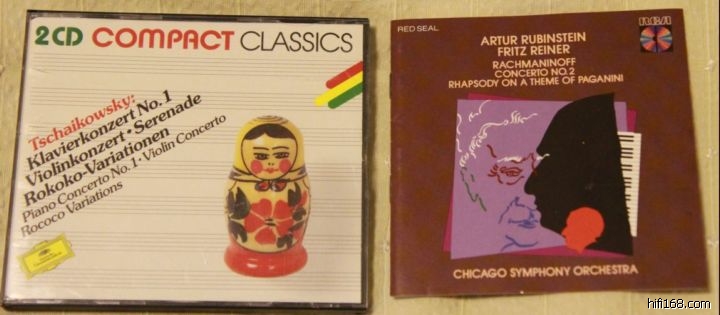 2CD COMPACT CLASSICS
Tschaikowsky:
Klavierkonzert No. 1
Violinkonzert · Serenade
Rokoko-Variationen
Piano Concerto No. 1 · Violin Concerto
Rococo Variations
RED SEAL
RCA
ARTUR RUBINSTEIN
FRITZ REINER
RACHMANINOFF
CONCERTO NO. 2
RHAPSODY ON A THEME OF PAGANINI
CHICAGO SYMPHONY ORCHESTRA
hifi168.com